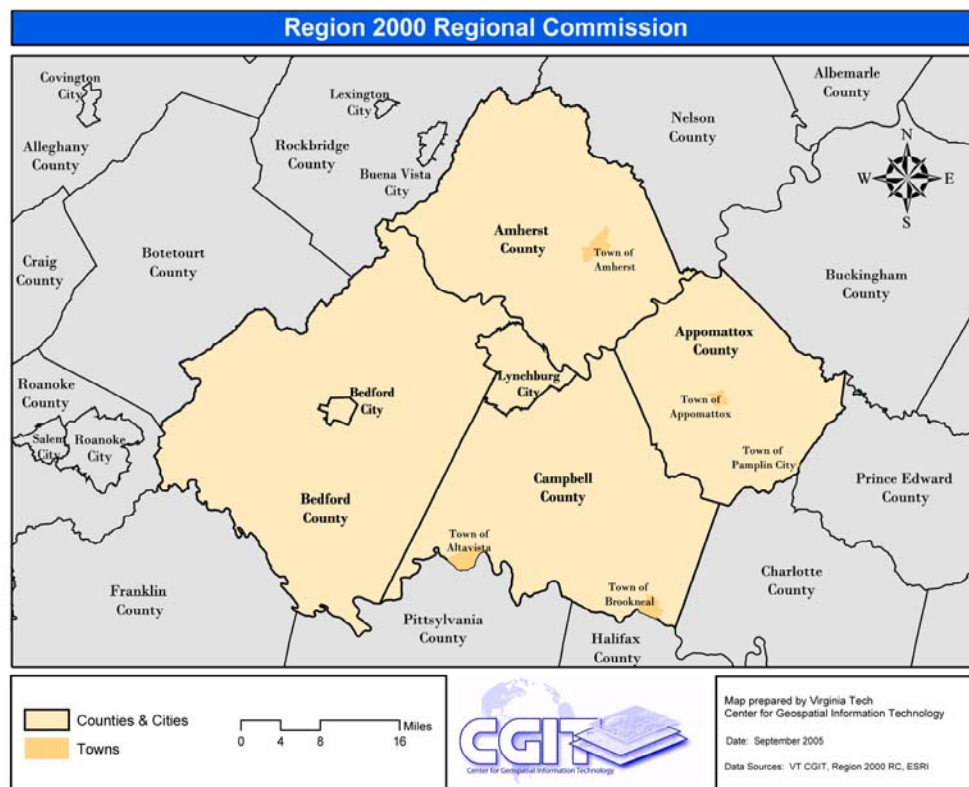 Region 2000 Regional Commission
Covington
City
Alleghany
County
Lexington
City
Rockbridge
County
Buena Vista
City
Nelson
County
Albemarle
County
N
W
E
S
Craig
County
Botetourt
County
Amherst
County
Town of
Amherst
Buckingham
County
Appomattox
County
Roanoke
County
Salem
City
Roanoke
City
Bedford
City
Lynchburg
City
Town of
Appomattox
Town of
Pamplin City
Prince Edward
County
Bedford
County
Campbell
County
Town of
Altavista
Town of
Brookneal
Charlotte
County
Franklin
County
Pittsylvania
County
Halifax
County
Counties & Cities
Towns
Miles
0 4 8 16
CGIT
Center for Geospatial Information Technology
Map prepared by Virginia Tech
Center for Geospatial Information Technology
Date: September 2005
Data Sources: VT CGIT, Region 2000 RC, ESRI